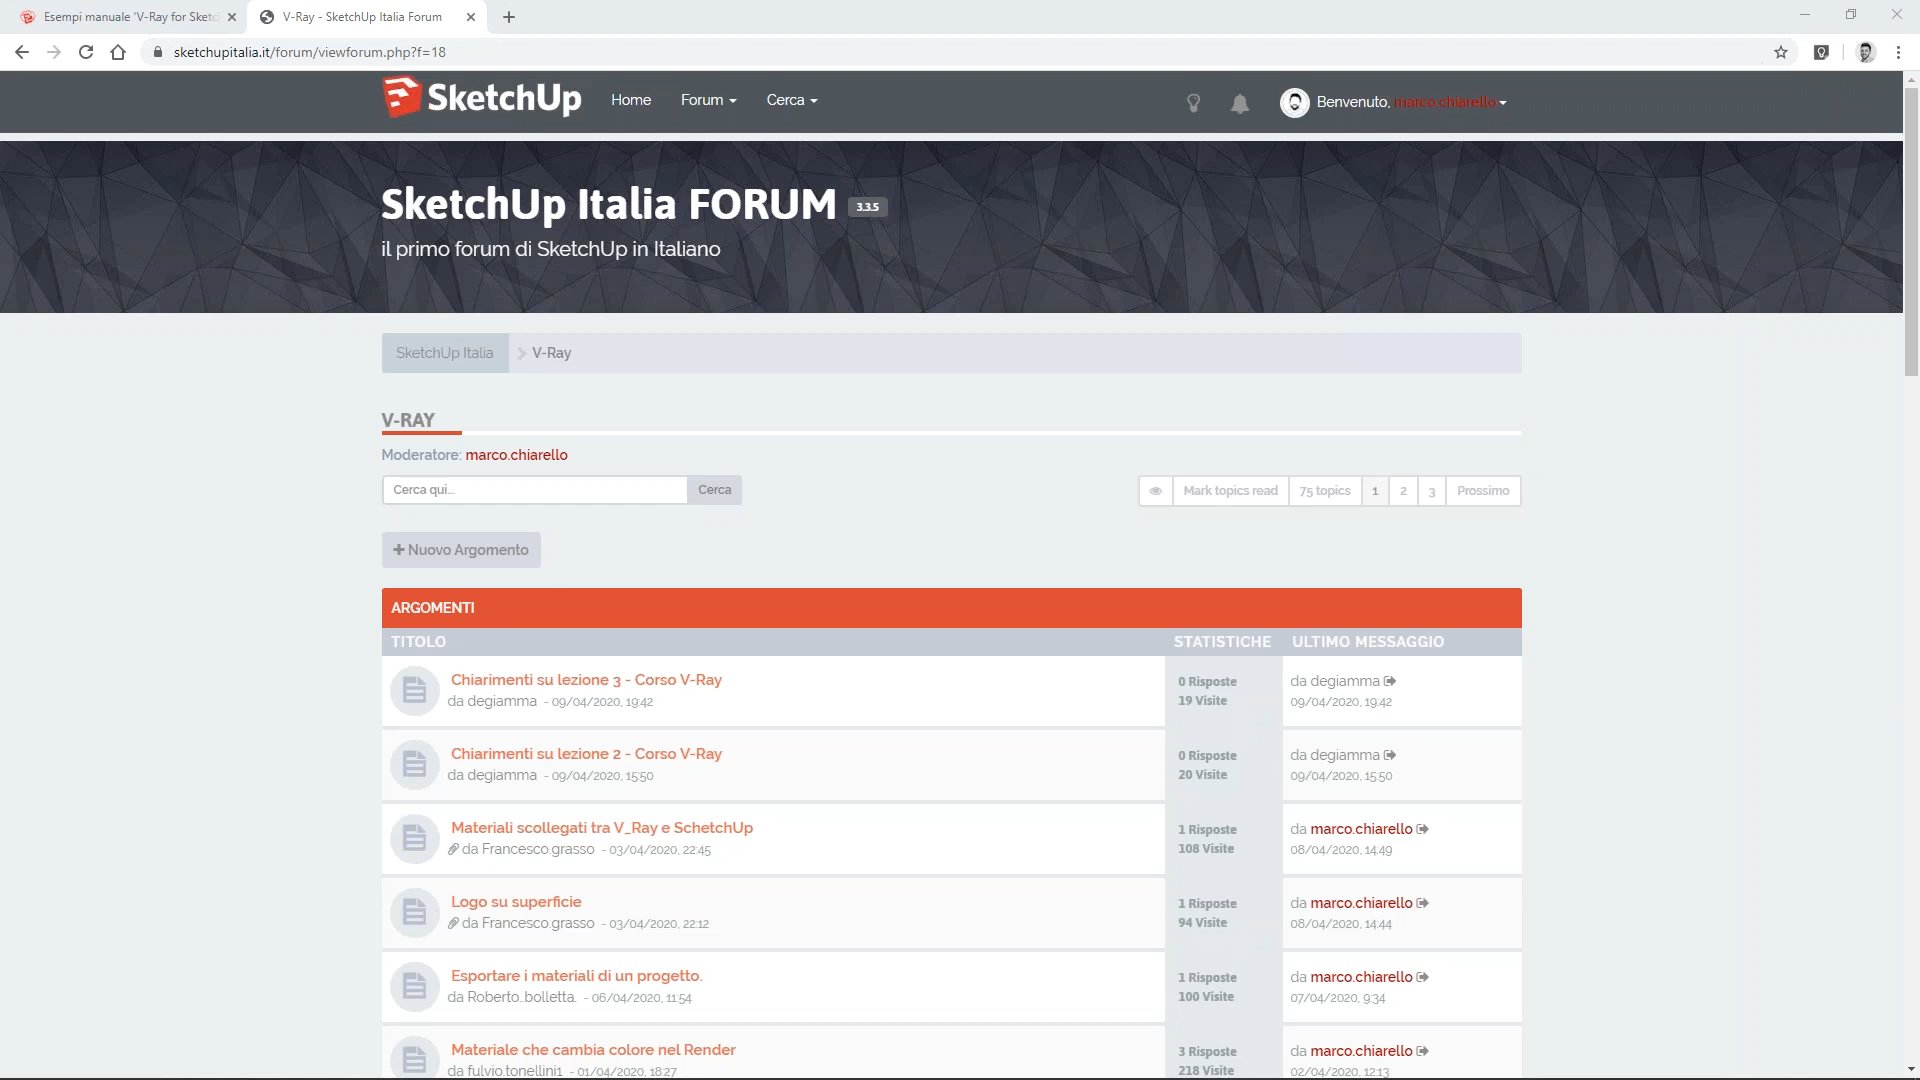 Esempi manuale 'V-Ray for Sketc
V-Ray - SketchUp Italia Forum
sketchupitalia.it/forum/viewforum.php?f=18
SketchUp
Home
Forum
Cerca
Benvenuto, marco.chiarello
SketchUp Italia FORUM 3.3.5
il primo forum di SketchUp in Italiano
SketchUp Italia
V-Ray
V-RAY
Moderatore: marco.chiarello
Cerca qui...
Cerca
Mark topics read
75 topics
1
2
3
Prossimo
+ Nuovo Argomento
ARGOMENTI
TITOLO
STATISTICHE
ULTIMO MESSAGGIO
Chiarimenti su lezione 3 - Corso V-Ray
da degiamma - 09/04/2020, 19:42
0 Risposte
19 Visite
da degiamma
09/04/2020, 19:42
Chiarimenti su lezione 2 - Corso V-Ray
da degiamma - 09/04/2020, 15:50
0 Risposte
20 Visite
da degiamma
09/04/2020, 15:50
Materiali scollegati tra V_Ray e SchetchUp
da Francesco.grasso - 03/04/2020, 22:45
1 Risposte
108 Visite
da marco.chiarello
08/04/2020, 14:49
Logo su superficie
da Francesco.grasso - 03/04/2020, 22:12
1 Risposte
94 Visite
da marco.chiarello
08/04/2020, 14:44
Esportare i materiali di un progetto.
da Roberto_bolletta. - 06/04/2020, 11:54
1 Risposte
100 Visite
da marco.chiarello
07/04/2020, 9:34
Materiale che cambia colore nel Render
da fulvio.tonellini1 - 01/04/2020, 18:27
3 Risposte
218 Visite
da marco.chiarello
02/04/2020, 12:13